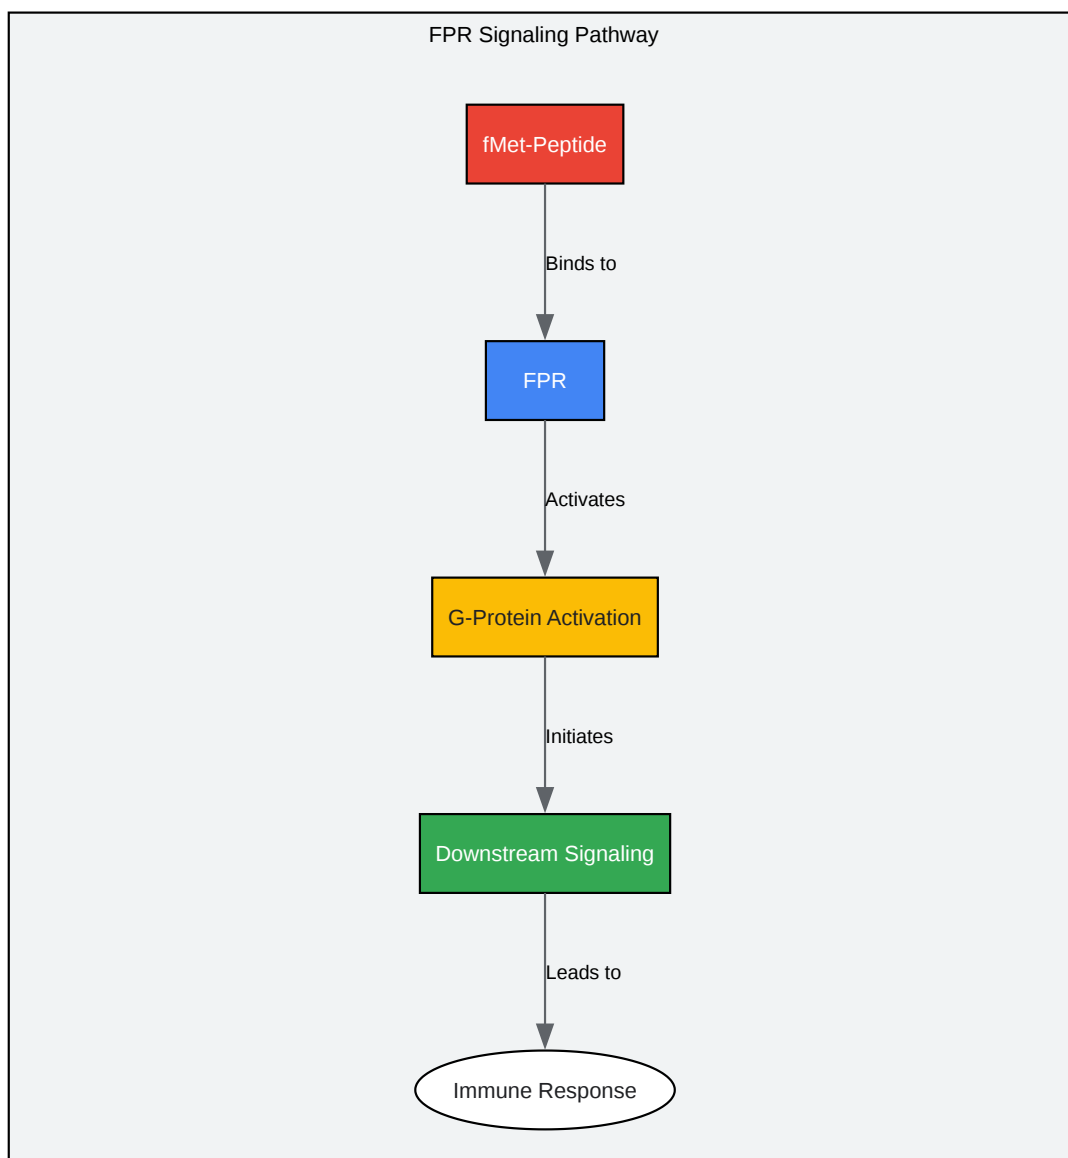 FPR Signaling Pathway
fMet-Peptide
Binds to
FPR
Activates
G-Protein Activation
Initiates
Downstream Signaling
Leads to
Immune Response